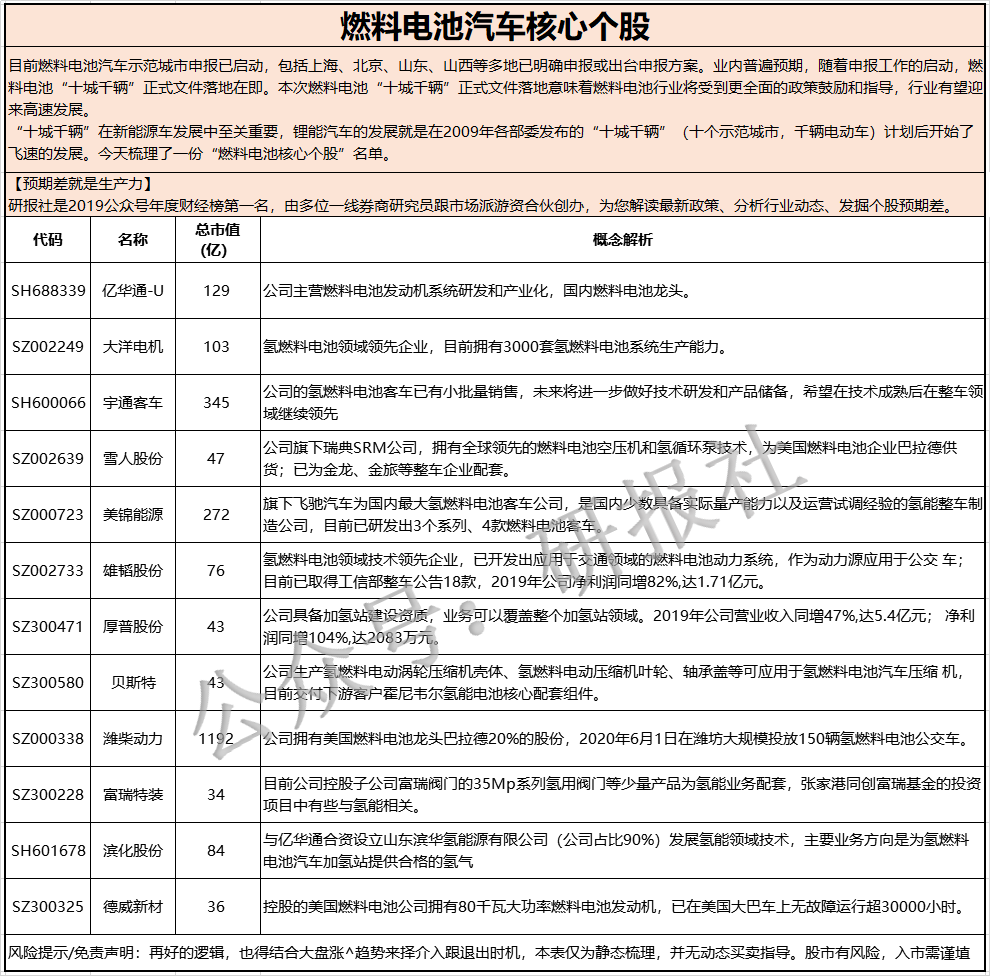 燃料电池汽车核心个股
目前燃料电池汽车示范城市申报已启动，包括上海、北京、山东、山西等多地已明确申报或出台申报方案。业内普遍预期，随着申报工作的启动，燃
料电池“十城千辆”正式文件落地在即。本次燃料电池“十城千辆”正式文件落地意味着燃料电池行业将受到更全面的政策鼓励和指导，行业有望迎
来高速发展。
“十城千辆”在新能源车发展中至关重要，锂能汽车的发展就是在2009年各部委发布的“十城千辆”（十个示范城市，千辆电动车）计划后开始了
飞速的发展。今天梳理了一份“燃料电池核心个股”名单。
【预期差就是生产力】
研报社是2019公众号年度财经榜第一名，由多位一线券商研究员跟市场派游资合伙创办，为您解读最新政策、分析行业动态、发掘个股预期差。
代码 名称 总市值 概念解析
(亿)
SH688339 亿华通-U 129 公司主营燃料电池发动机系统研发和产业化，国内燃料电池龙头。
SZ002249 大洋电机 103 氢燃料电池领域领先企业，目前拥有3000套氢燃料电池系统生产能力。
SH600066 宇通客车 345 公司的氢燃料电池客车已有小批量销售，未来将进一步做好技术研发和产品储备，希望在技术成熟后在整车领
域继续领先
SZ002639 雪人股份 47 公司旗下瑞典SRM公司，拥有全球领先的燃料电池空压机和氢循环泵技术，为美国燃料电池企业巴拉德供
货；已为金龙、金旅等整车企业配套。
SZ000723 美锦能源 272 旗下飞驰汽车为国内最大氢燃料电池客车公司，是国内少数具备实际量产能力以及运营试调经验的氢能整车制
造公司，目前已研发出3个系列、4款燃料电池客车。
SZ002733 雄韬股份 76 氢燃料电池领域技术领先企业，已开发出应用于交通领域的燃料电池动力系统，作为动力源应用于公交 车；
目前已取得工信部整车公告18款，2019年公司净利润同增82%,达1.71亿元。
SZ300471 厚普股份 43 公司具备加氢站建设资质，业务可以覆盖整个加氢站领域。2019年公司营业收入同增47%,达5.4亿元； 净利
润同增104%,达2083万元。
SZ300580 贝斯特 43 公司生产氢燃料电动涡轮压缩机壳体、氢燃料电动压缩机叶轮、轴承盖等可应用于氢燃料电池汽车压缩 机，
目前交付下游客户霍尼韦尔氢能电池核心配套组件。
SZ000338 潍柴动力 1192 公司拥有美国燃料电池龙头巴拉德20%的股份，2020年6月1日在潍坊大规模投放150辆氢燃料电池公交车。
SZ300228 富瑞特装 34 目前公司控股子公司富瑞阀门的35Mp系列氢用阀门等少量产品为氢能业务配套，张家港同创富瑞基金的投资
项目中有些与氢能相关。
SH601678 滨化股份 84 与亿华通合资设立山东滨华氢能源有限公司（公司占比90%）发展氢能领域技术，主要业务方向是为氢燃料
电池汽车加氢站提供合格的氢气
SZ300325 德威新材 36 控股的美国燃料电池公司拥有80千瓦大功率燃料电池发动机，已在美国大巴车上无故障运行超30000小时。
风险提示/免责声明：再好的逻辑，也得结合大盘涨^趋势来择介入跟退出时机，本表仅为静态梳理，并无动态买卖指导。股市有风险，入市需谨填
公众号：研报社